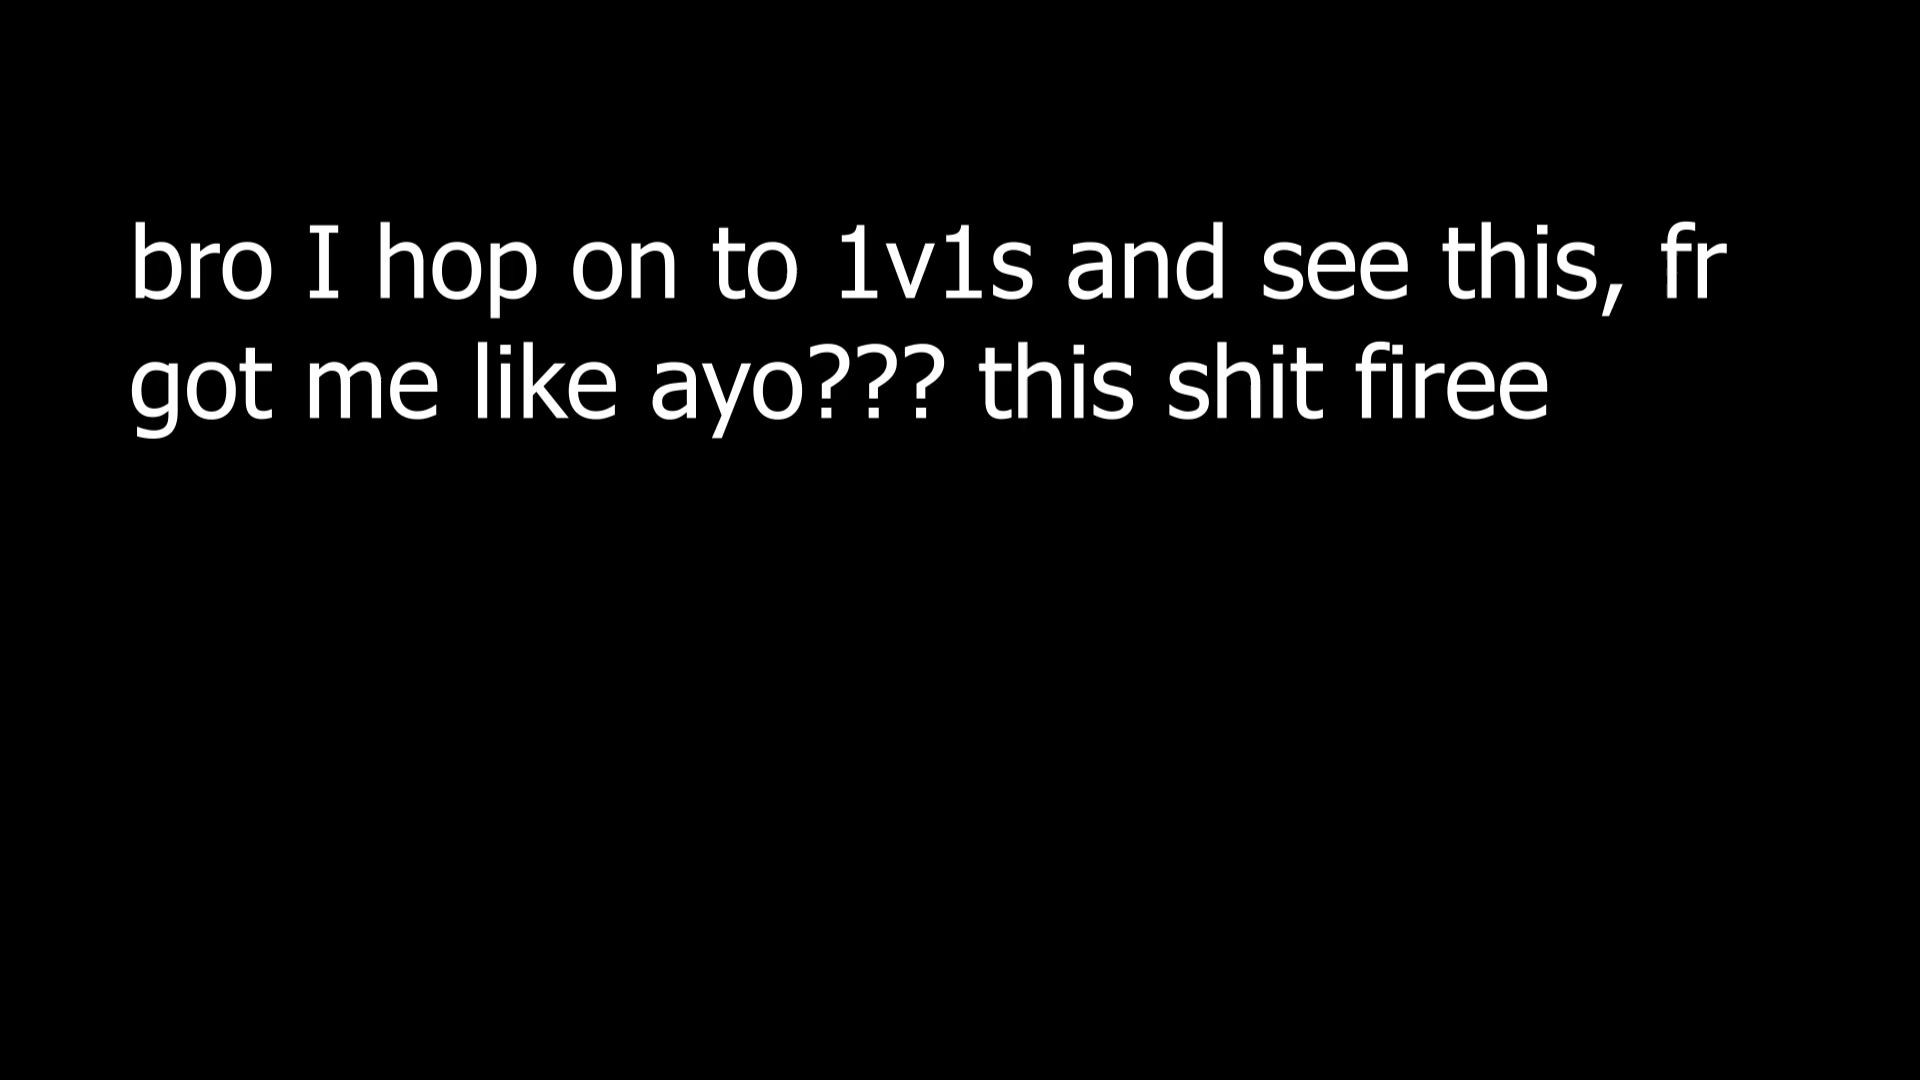 bro I hop on to 1v1s and see this, fr
got me like ayo??? this shit firee